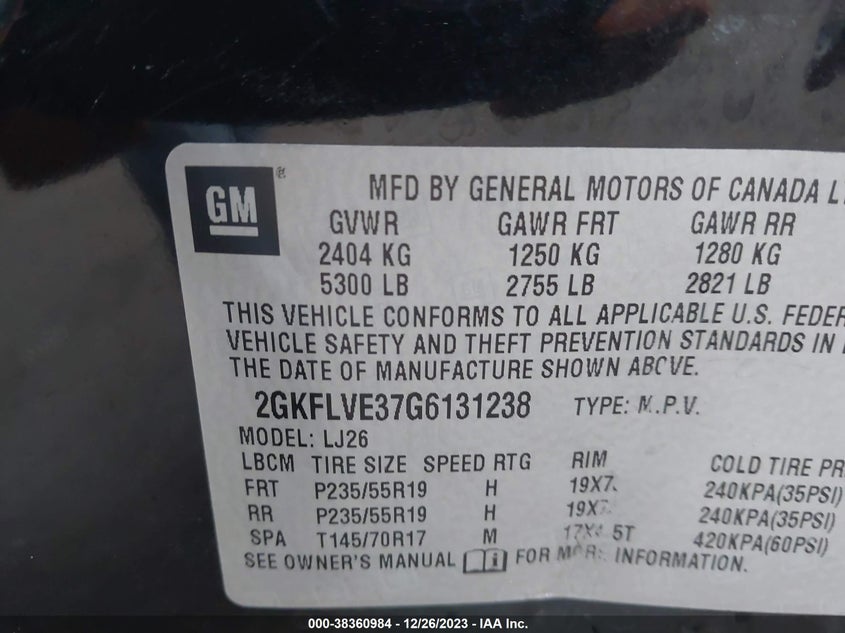 GM ®
MFD BY GENERAL MOTORS OF CANADA
GVWR GAWR FRT GAWR RR
2404 KG 1250 KG 1280 KG
5300 LB 2755 LB 2821 LB
THIS VEHICLE CONFORMS TO ALL APPLICABLE U.S. FEDER
VEHICLE SAFETY AND THEFT PREVENTION STANDARDS IN
THE DATE OF MANUFACTURE SHOWN ABOVE.
2GKFLVE37G6131238 TYPE: M.P.V.
MODEL: LJ26
LBCM TIRE SIZE SPEED RTG RIM COLD TIRE PR
FRT P235/55R19 H 240KPA(35PSI)
RR P235/55R19 H 240KPA(35PSI)
SPA T145/70R17 M 420KPA(60PSI)
SEE OWNER'S MANUAL i FOR MORE INFORMATION.
000-38360984 - 12/26/2023 - IAA Inc.